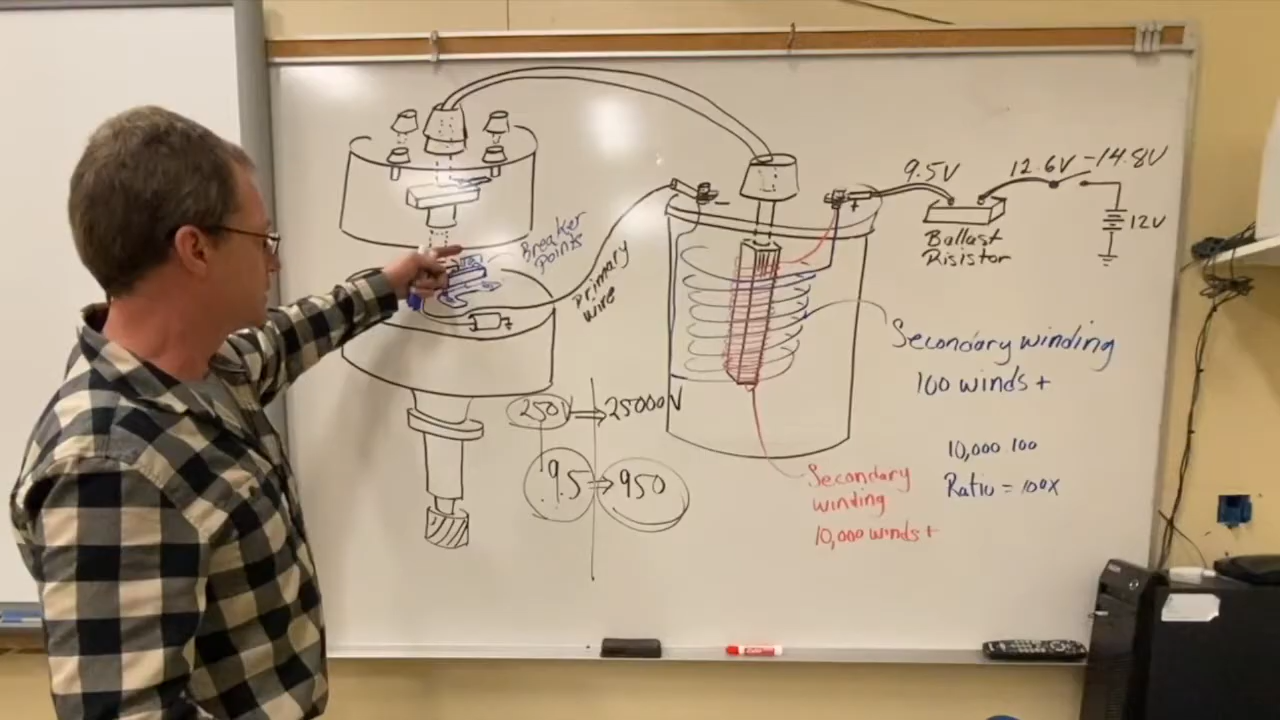 Breaker
Points
Primary
wire
-
+
9.5V
12.6V - 14.8V
12V
Ballast
Risistor
Secondary winding
100 winds +
10,000 100
Ratio = 100x
Secondary
winding
10,000 winds +
250V ⇒ 25000V
9.5 ⇒ 950